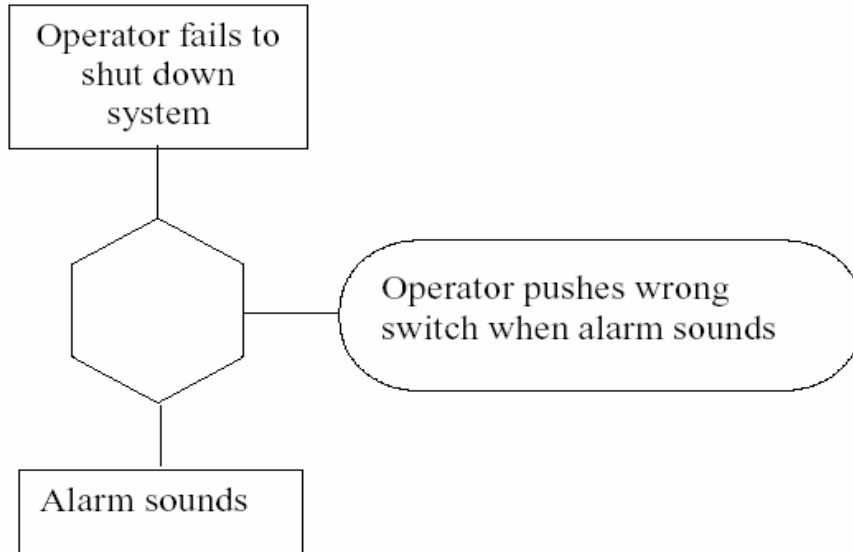 Operator fails to
shut down
system
Operator pushes wrong
switch when alarm sounds
Alarm sounds